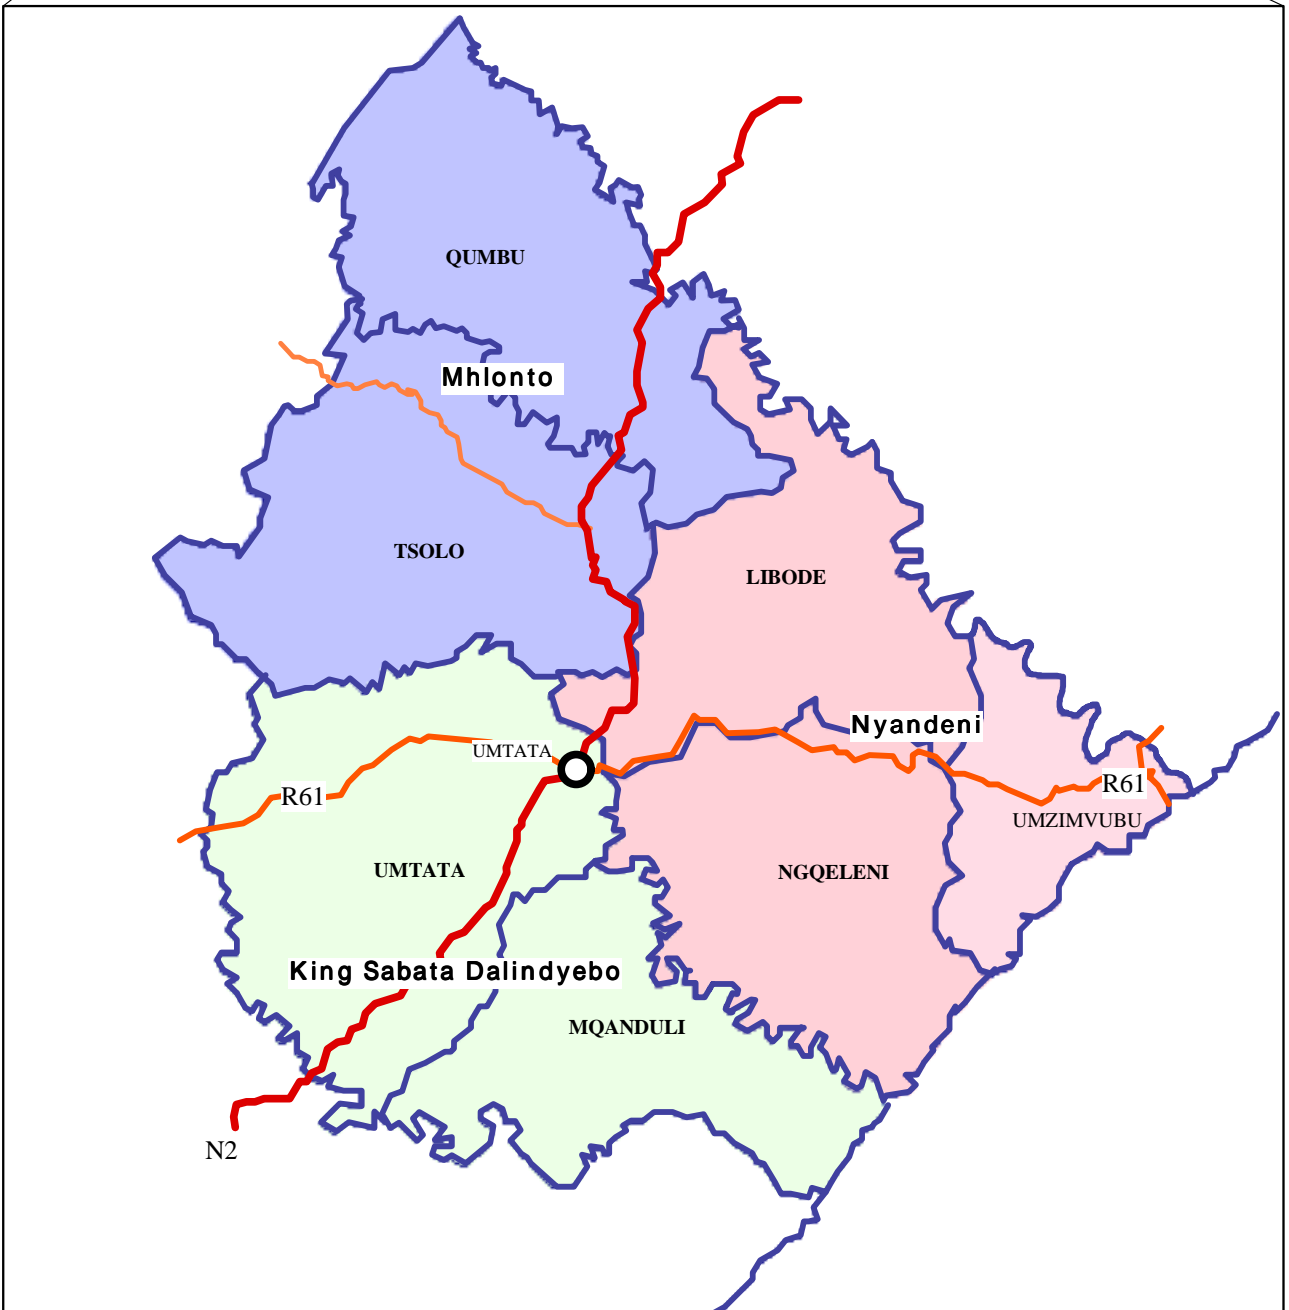 QUMBU
Mhlonto
TSOLO
LIBODE
Nyandeni
UMTATA
R61
R61
UMZIMVUBU
UMTATA
NGQELENI
King Sabata Dalindyebo
MQANDULI
N2